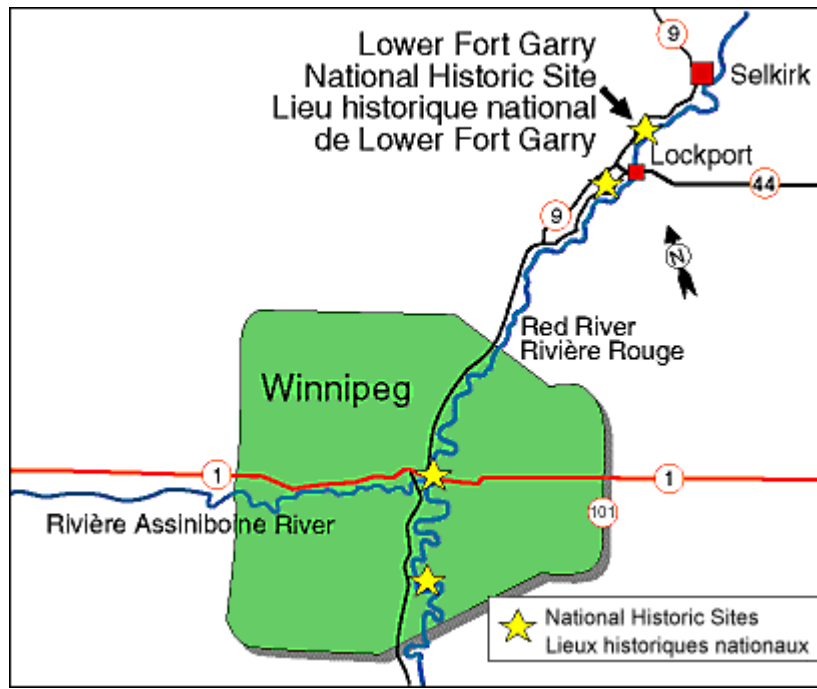 9
Lower Fort Garry
National Historic Site
Lieu historique national
de Lower Fort Garry
Selkirk
Lockport
44
9
N
Red River
Rivière Rouge
Winnipeg
1
1
Rivière Assiniboine River
101
National Historic Sites
Lieux historiques nationaux